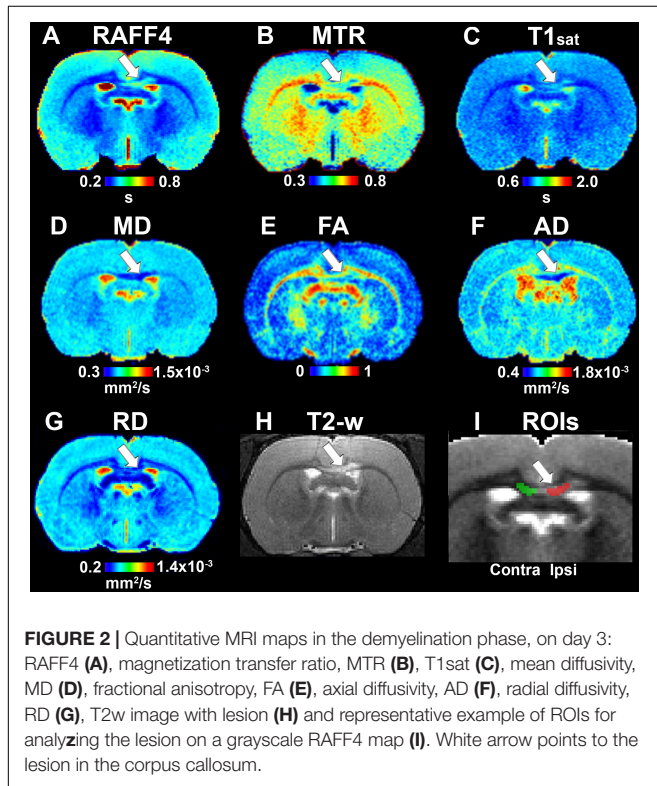 A RAFF4
B MTR
C T1sat
0.2 0.8
s
0.3 0.8
0.6 2.0
s
D MD
E FA
F AD
0.3 1.5x10-3
mm2/s
0 1
0.4 1.8x10-3
mm2/s
G RD
H T2-w
I ROIs
0.2 1.4x10-3
mm2/s
Contra Ipsi
FIGURE 2 | Quantitative MRI maps in the demyelination phase, on day 3:
RAFF4 (A), magnetization transfer ratio, MTR (B), T1sat (C), mean diffusivity,
MD (D), fractional anisotropy, FA (E), axial diffusivity, AD (F), radial diffusivity,
RD (G), T2w image with lesion (H) and representative example of ROIs for
analyzing the lesion on a grayscale RAFF4 map (I). White arrow points to the
lesion in the corpus callosum.